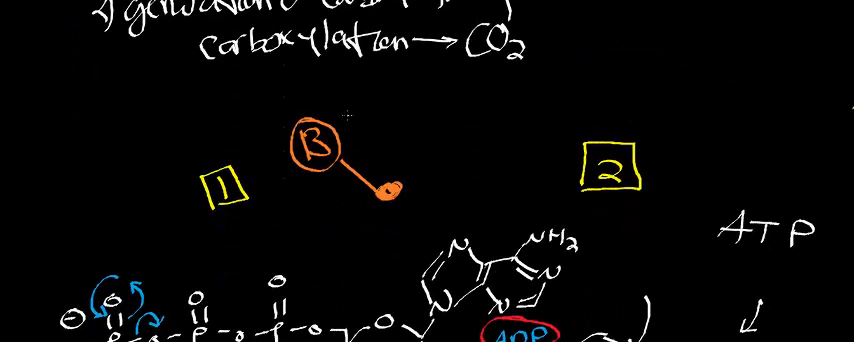 carboxylation → CO2
B
1
2
ATP
NH2
N
N
O
O
O
N
N
⊖
P - O - P - O - P - O
O
ADP